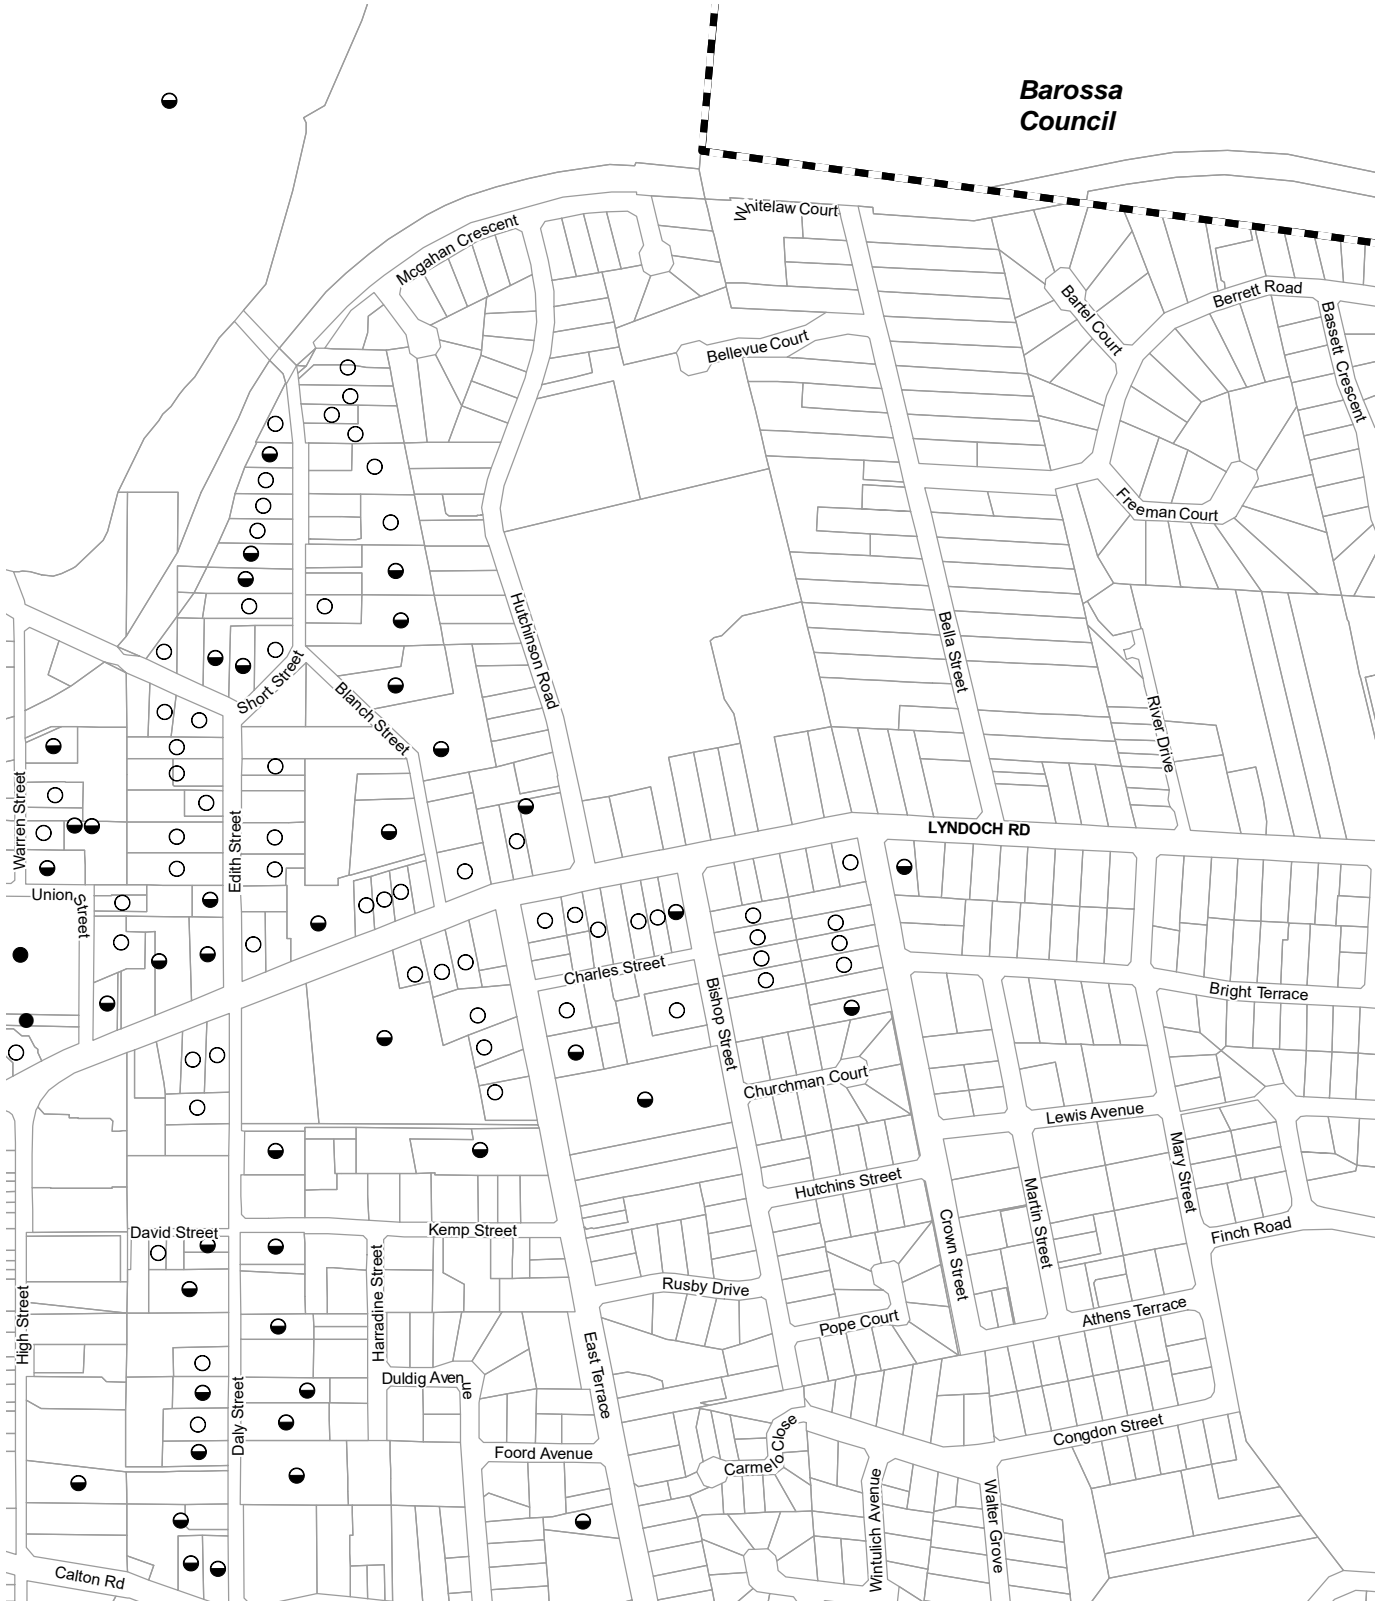 Barossa
Council
Whitelaw Court
Mcgahan Crescent
Bartel Court
Berrett Road
Bassett Crescent
Bellevue Court
Freeman Court
Hutchinson Road
Bella Street
Short Street
Blanch Street
River Drive
Warren Street
Edith Street
LYNDOCH RD
Union Street
Charles Street
Bishop Street
Bright Terrace
Churchman Court
Lewis Avenue
Mary Street
Hutchins Street
Martin Street
Crown Street
David Street
Kemp Street
Finch Road
Harradine Street
High Street
Rusby Drive
Pope Court
Athens Terrace
East Terrace
Duldig Avenue
Daly Street
Congdon Street
Foord Avenue
Carmelo Close
Wintulich Avenue
Walter Grove
Calton Rd